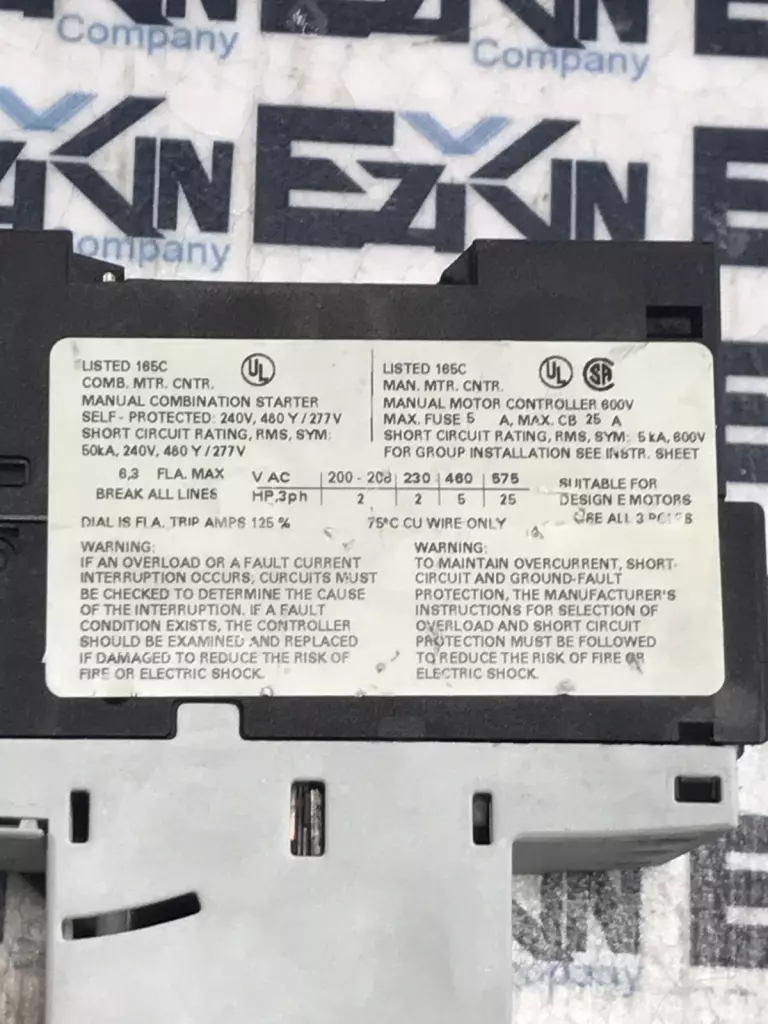 Company
Company
EZKIN
Company
LISTED 165C
COMB. MTR. CNTR.
MANUAL COMBINATION STARTER
SELF- PROTECTED: 240V, 480 Y / 277V
SHORT CIRCUIT RATING, RMS, SYM:
50kA, 240V, 480 Y / 277V
UL
LISTED 165C
MAN. MTR. CNTR.
MANUAL MOTOR CONTROLLER 600V
MAX. FUSE 5 A, MAX. CB 25 A
SHORT CIRCUIT RATING, RMS, SYM: 5 kA, 600V
FOR GROUP INSTALLATION SEE INSTR. SHEET
UL SA
6,3 FLA. MAX
BREAK ALL LINES
V AC 200 - 208 230 460 575
HP,3ph 2 2 5 25
SUITABLE FOR
DESIGN E MOTORS
DIAL IS FLA. TRIP AMPS 125 % 75°C CU WIRE ONLY ALL 3
WARNING:
IF AN OVERLOAD OR A FAULT CURRENT
INTERRUPTION OCCURS, CURCUITS MUST
BE CHECKED TO DETERMINE THE CAUSE
OF THE INTERRUPTION. IF A FAULT
CONDITION EXISTS, THE CONTROLLER
SHOULD BE EXAMINED AND REPLACED
IF DAMAGED TO REDUCE THE RISK OF
FIRE OR ELECTRIC SHOCK.
WARNING:
TO MAINTAIN OVERCURRENT, SHORT-
CIRCUIT AND GROUND-FAULT
PROTECTION, THE MANUFACTURER'S
INSTRUCTIONS FOR SELECTION OF
OVERLOAD AND SHORT CIRCUIT
PROTECTION MUST BE FOLLOWED
TO REDUCE THE RISK OF FIRE OR
ELECTRIC SHOCK.
Company